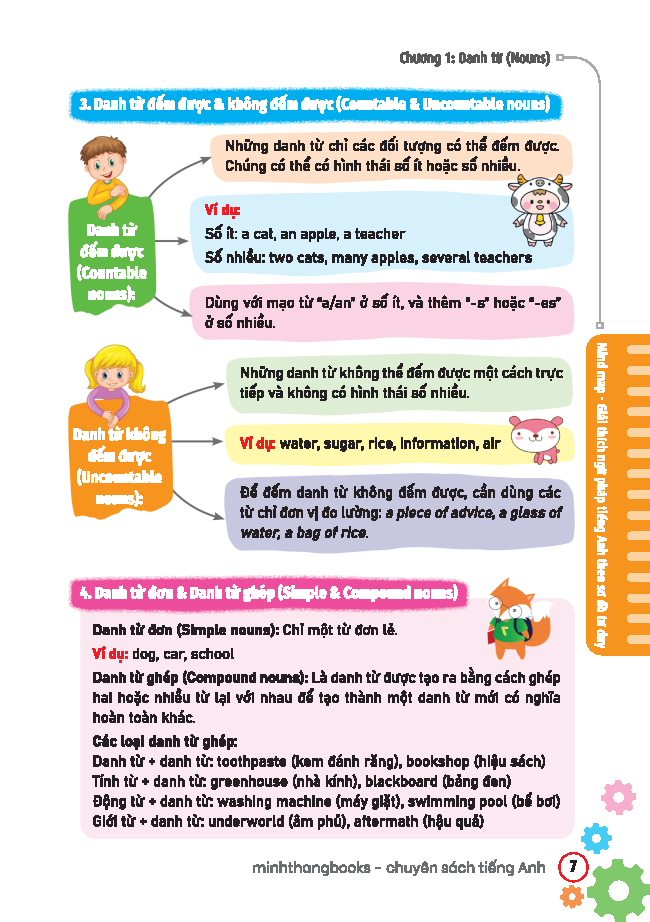 Chương 1: Danh từ (Nouns)
3. Danh từ đếm được & không đếm được (Countable & Uncountable nouns)
Danh từ
đếm được
(Countable
nouns):
Những danh từ chỉ các đối tượng có thể đếm được.
Chúng có thể có hình thái số ít hoặc số nhiều.
Ví dụ:
Số ít: a cat, an apple, a teacher
Số nhiều: two cats, many apples, several teachers
Dùng với mạo từ "a/an" ở số ít, và thêm "-s" hoặc "-es"
ở số nhiều.
Danh từ không
đếm được
(Uncountable
nouns):
Những danh từ không thể đếm được một cách trực
tiếp và không có hình thái số nhiều.
Ví dụ: water, sugar, rice, information, air
Để đếm danh từ không đếm được, cần dùng các
từ chỉ đơn vị đo lường: a piece of advice, a glass of
water, a bag of rice.
4. Danh từ đơn & Danh từ ghép (Simple & Compound nouns)
Danh từ đơn (Simple nouns): Chỉ một từ đơn lẻ.
Ví dụ: dog, car, school
Danh từ ghép (Compound nouns): Là danh từ được tạo ra bằng cách ghép
hai hoặc nhiều từ lại với nhau để tạo thành một danh từ mới có nghĩa
hoàn toàn khác.
Các loại danh từ ghép:
Danh từ + danh từ: toothpaste (kem đánh răng), bookshop (hiệu sách)
Tính từ + danh từ: greenhouse (nhà kính), blackboard (bảng đen)
Động từ + danh từ: washing machine (máy giặt), swimming pool (bể bơi)
Giới từ + danh từ: underworld (âm phủ), aftermath (hậu quả)
Mind map - Giải thích ngữ pháp tiếng Anh theo sơ đồ tư duy
minhthangbooks - chuyên sách tiếng Anh
7